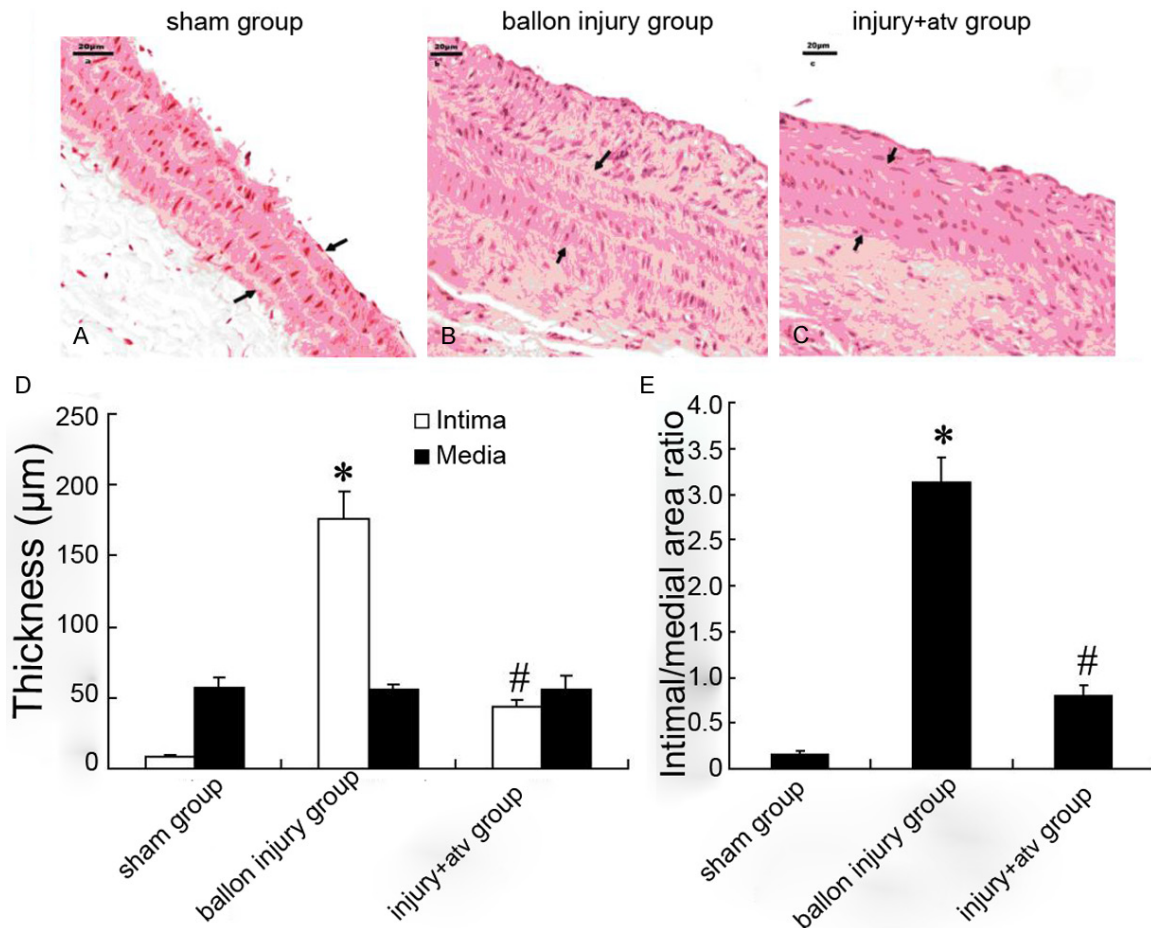 sham group
ballon injury group
injury+atv group
20μm
a
20μm
b
20μm
c
A
B
C
D
Thickness (μm)
250
200
150
100
50
0
Intima
Media
*
#
sham group
ballon injury group
injury+atv group
E
Intimal/medial area ratio
4.0
3.5
3.0
2.5
2.0
1.5
1.0
0.5
0
*
#
sham group
ballon injury group
injury+atv group